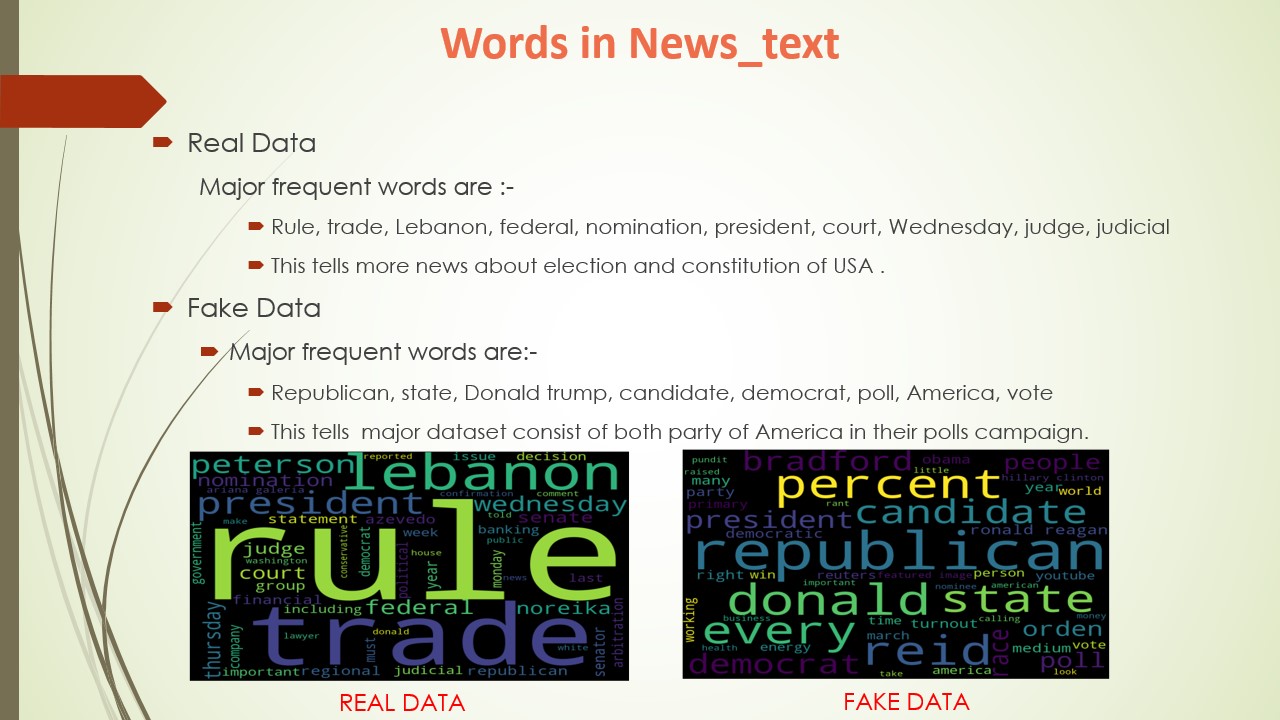 Words in News_text
Real Data
Major frequent words are :-
Rule, trade, Lebanon, federal, nomination, president, court, Wednesday, judge, judicial
This tells more news about election and constitution of USA .
Fake Data
Major frequent words are:-
Republican, state, Donald trump, candidate, democrat, poll, America, vote
This tells  major dataset consist of both party of America in their polls campaign.
reported issue decision
peterson lebanon
nomination
ariana galeria confirmation comment
president wednesday
told senate
make statement azevedo week banking
public
government judge conservative democrat political house monday
washington
court year news last
group
financial
including federal noreika
thursday trade
company lawyer donald must white senator arbitration
rule
important regional judicial republican
pundit bradford obama people
raised little hillary clinton
many percent year world
party
primary rant
president candidate
democratic ronald reagan
republican
right win reuters featured image person youtube
important nominee american
working donald state
business time turnout calling money
every march orden
health energy reid race medium vote
democrat poll
take america look
REAL DATA
FAKE DATA